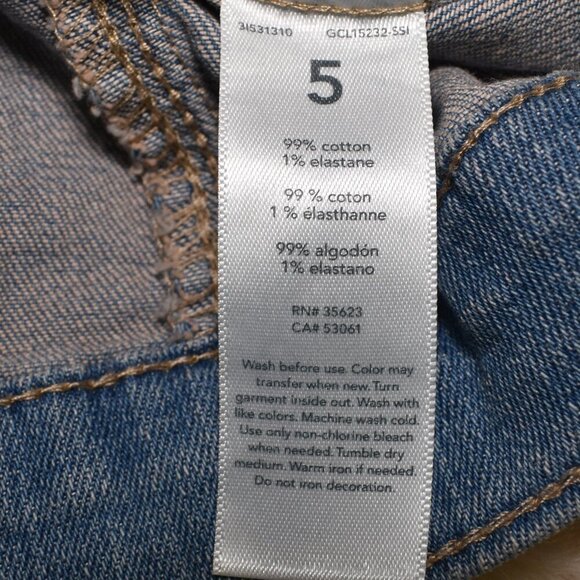 3I531310 GCL15232-SSI
5
99% cotton
1% elastane
99 % coton
1 % élasthanne
99% algodón
1% elastano
RN# 35623
CA# 53061
Wash before use. Color may
transfer when new. Turn
garment inside out. Wash with
like colors. Machine wash cold.
Use only non-chlorine bleach
when needed. Tumble dry
medium. Warm iron if needed.
Do not iron decoration.